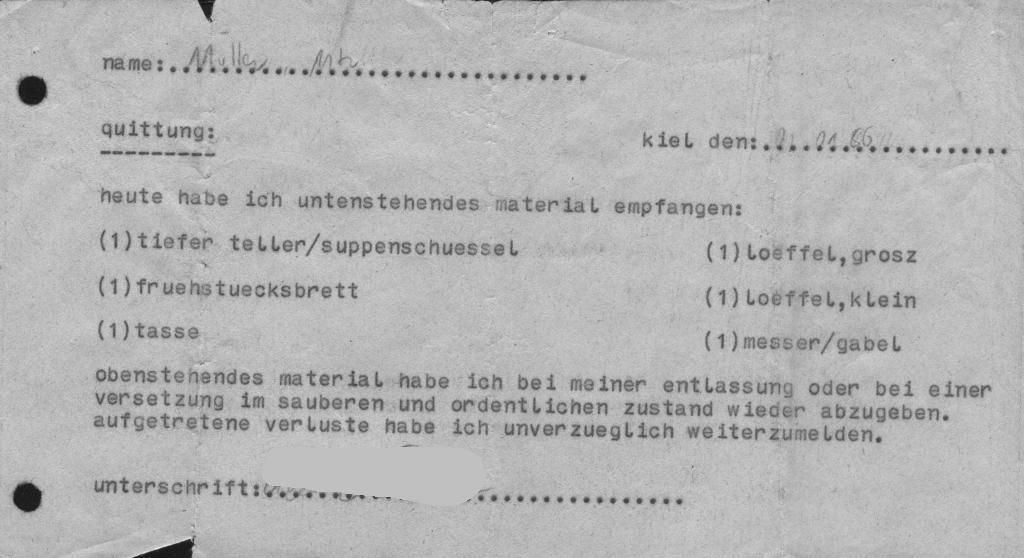 name:
quittung: kiel den: 01.86
heute habe ich untenstehendes material empfangen:
(1)tiefer teller/suppenschuessel (1)loeffel,grosz
(1)fruehstuecksbrett (1)loeffel,klein
(1)tasse (1)messer/gabel
obenstehendes material habe ich bei meiner entlassung oder bei einer
versetzung im sauberen und ordentlichen zustand wieder abzugeben.
aufgetretene verluste habe ich unverzueglich weiterzumelden.
unterschrift: